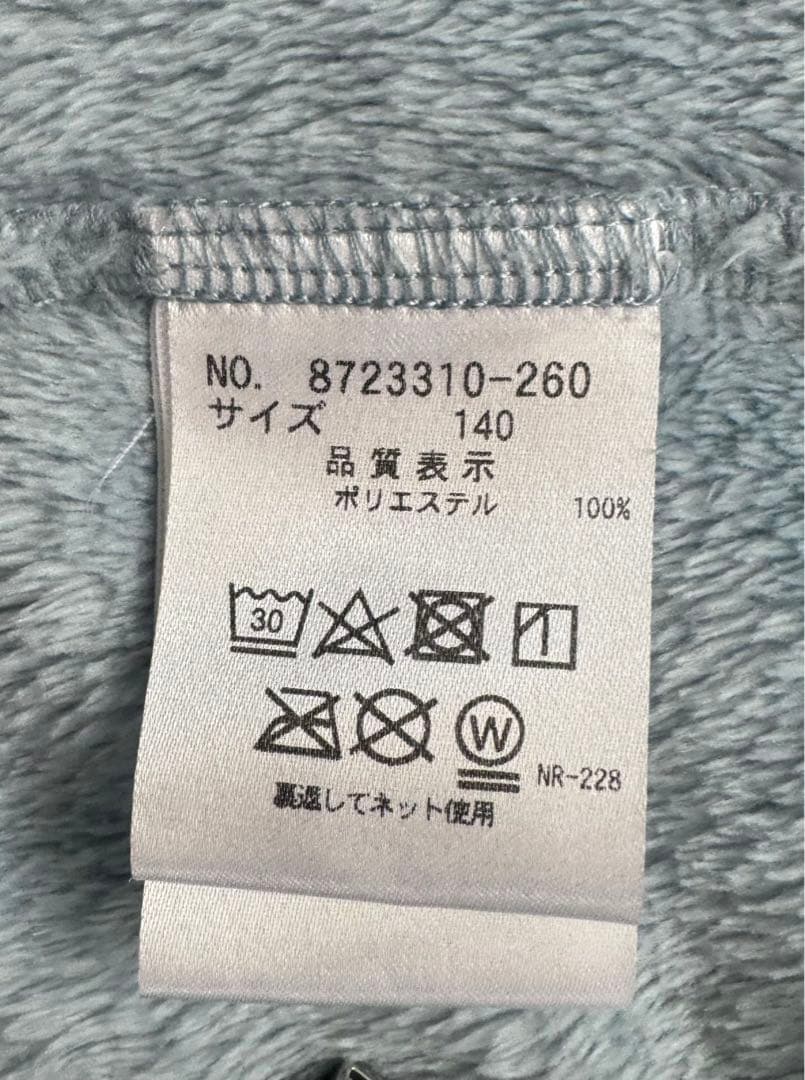 NO. 8723310-260
サイズ 140
品質表示
ポリエステル 100%
30
W NR-228
裏返してネット使用